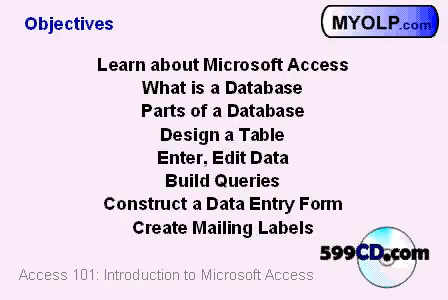 Objectives
MYOLP.com
Learn about Microsoft Access
What is a Database
Parts of a Database
Design a Table
Enter, Edit Data
Build Queries
Construct a Data Entry Form
Create Mailing Labels
599CD.com
Access 101: Introduction to Microsoft Access